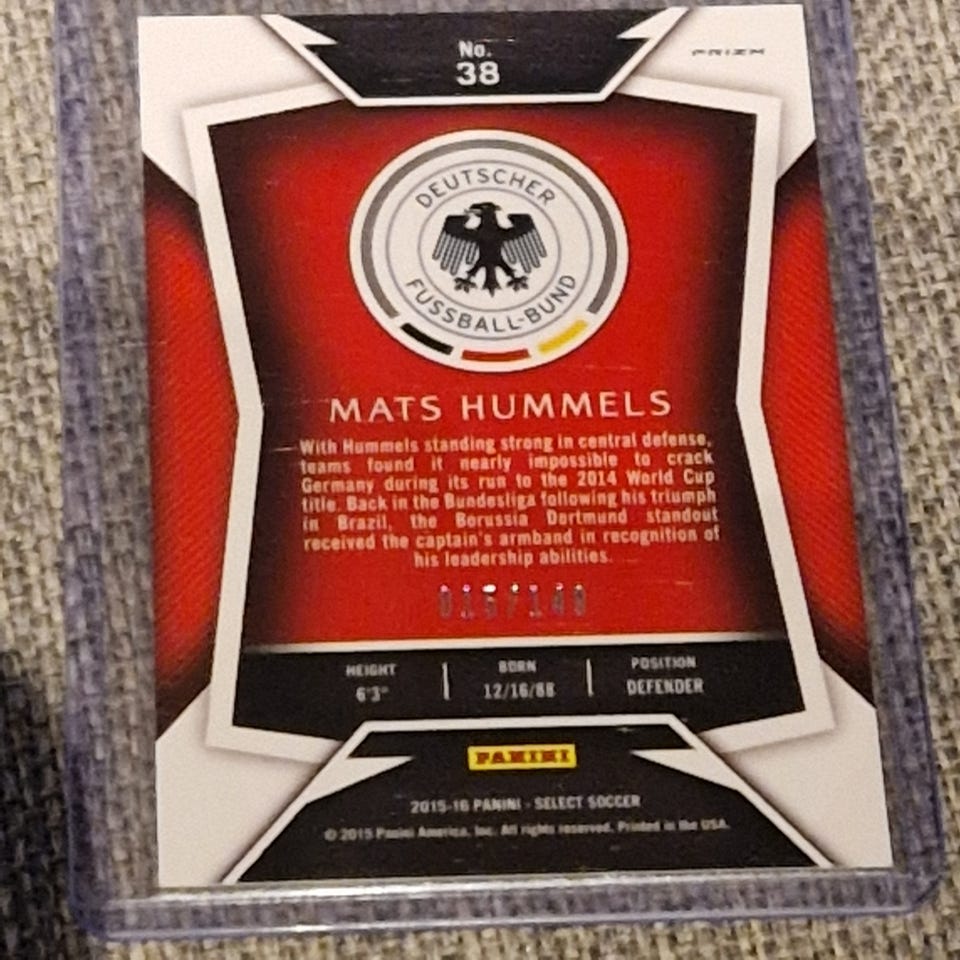 No.
38
PRIZM
DEUTSCHER
FUSSBALL-BUND
MATS HUMMELS
With Hummels standing strong in central defense,
teams found it nearly impossible to crack
Germany during its run to the 2014 World Cup
title. Back in the Bundesliga following his triumph
in Brazil, the Borussia Dortmund standout
received the captain's armband in recognition of
his leadership abilities.
HEIGHT
6'3"
BORN
12/16/88
POSITION
DEFENDER
PANINI
2015-16 PANINI - SELECT SOCCER
© 2015 Panini America, Inc. All rights reserved. Printed in the USA.